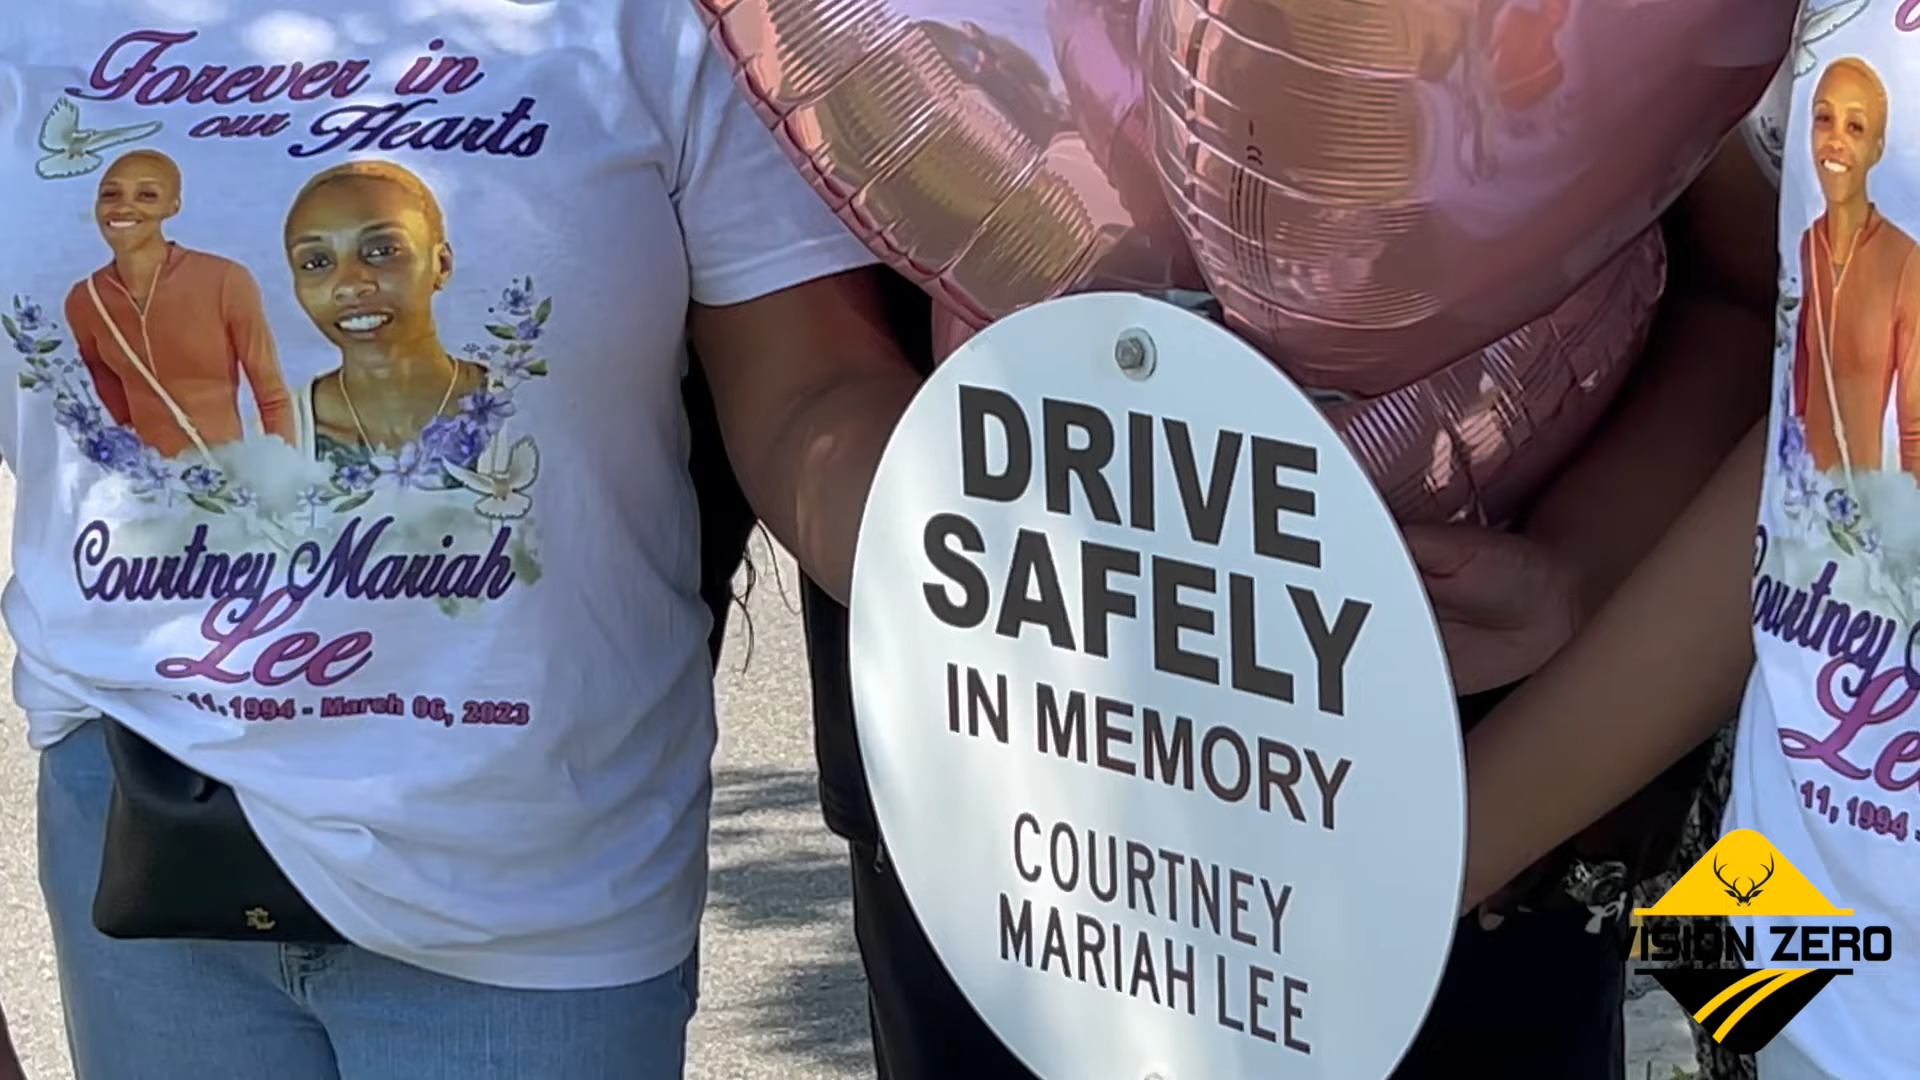 Forever in
our Hearts
Courtney Mariah
Lee
11, 1994 - March 06, 2023
DRIVE
SAFELY
IN MEMORY
COURTNEY
MARIAH LEE
ourtney
Le
11, 1994 -
VISION ZERO